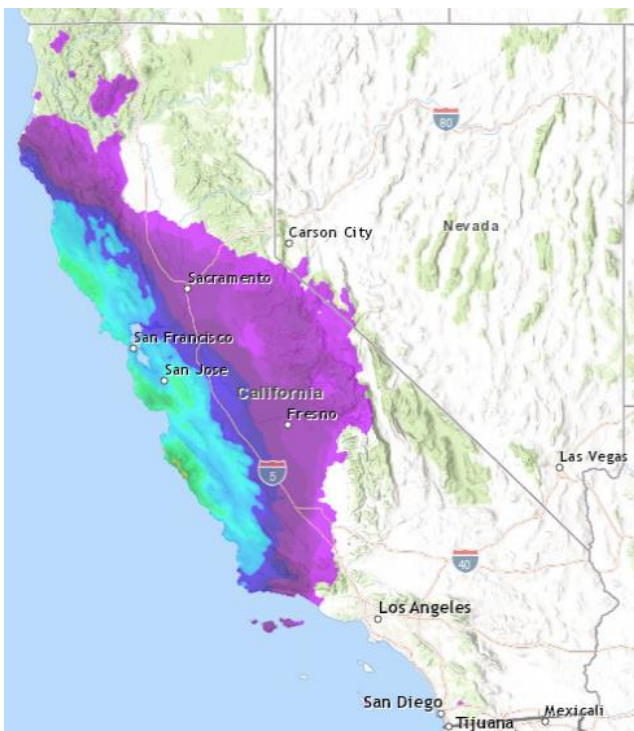 80
Carson City
Nevada
Sacramento
San Francisco
San Jose
California
Fresno
Las Vegas
5
40
Los Angeles
San Diego
Tijuana
Mexicali